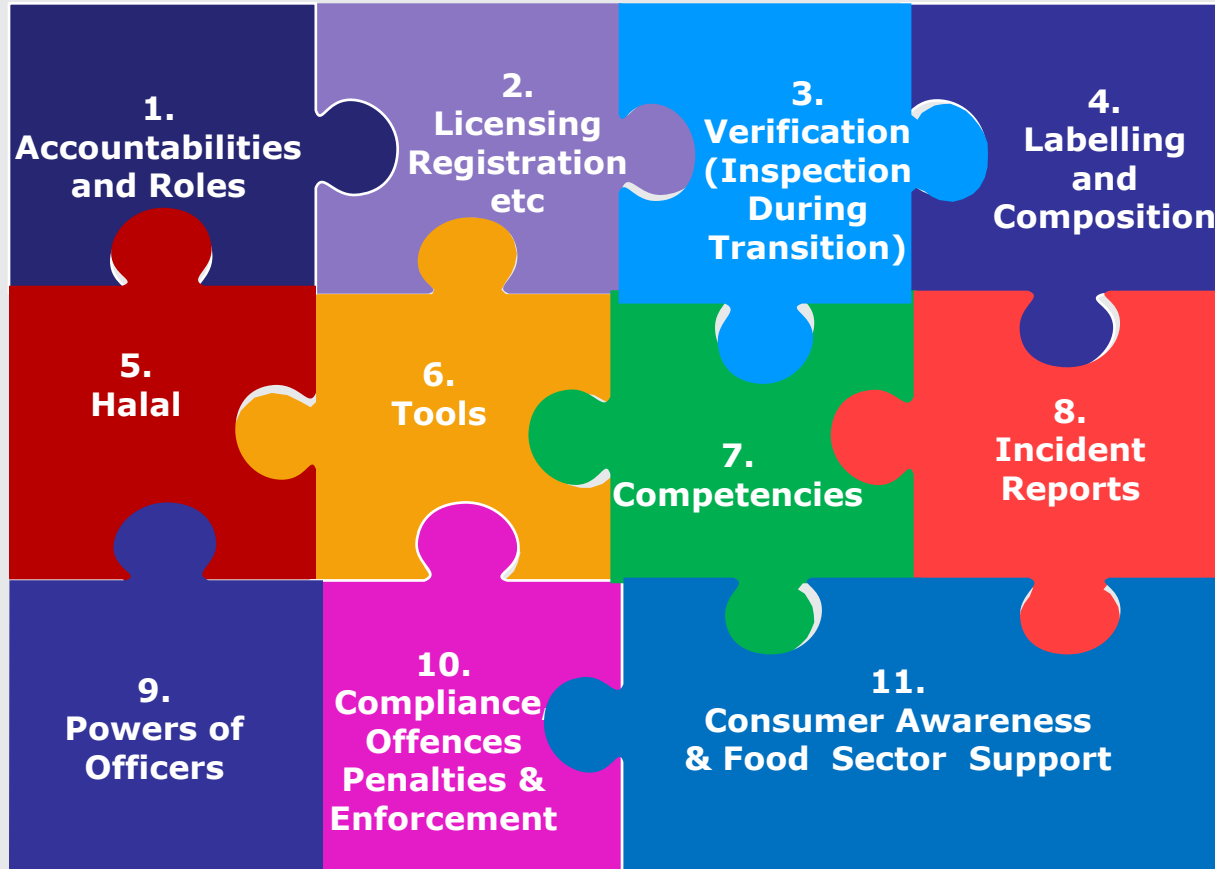 1.
Accountabilities
and Roles
2.
Licensing
Registration
etc
3.
Verification
(Inspection
During
Transition)
4.
Labelling
and
Composition
5.
Halal
6.
Tools
7.
Competencies
8.
Incident
Reports
9.
Powers of
Officers
10.
Compliance,
Offences
Penalties &
Enforcement
11.
Consumer Awareness
& Food Sector Support